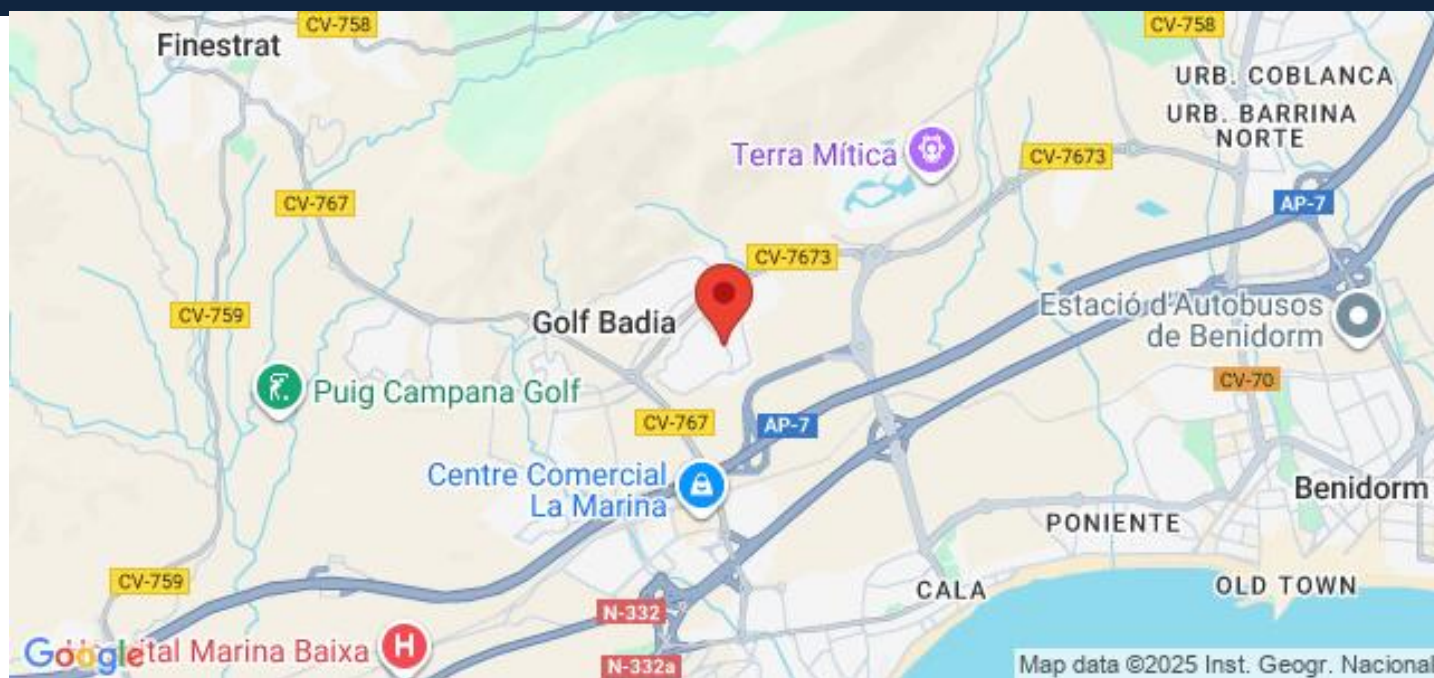 CV-758
CV-758
Finestrat
URB. COBLANCA
URB. BARRINA
NORTE
Terra Mítica
CV-7673
CV-767
AP-7
CV-7673
CV-759
Golf Badia
Estació d'Autobusos
de Benidorm
Puig Campana Golf
CV-70
CV-767
AP-7
Centre Comercial
La Marina
Benidorm
PONIENTE
CV-759
CALA
OLD TOWN
N-332
Google
ital Marina Baixa
H
N-332a
Map data ©2025 Inst. Geogr. Nacional